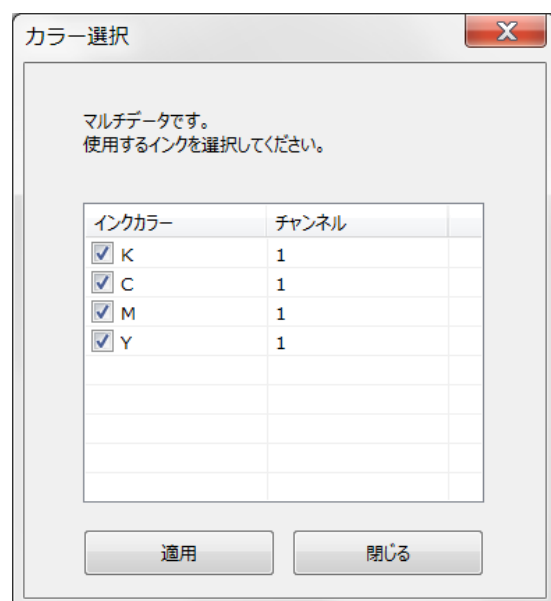 カラー選択
マルチデータです。
使用するインクを選択してください。
インクカラー チャンネル
K 1
C 1
M 1
Y 1
適用 閉じる